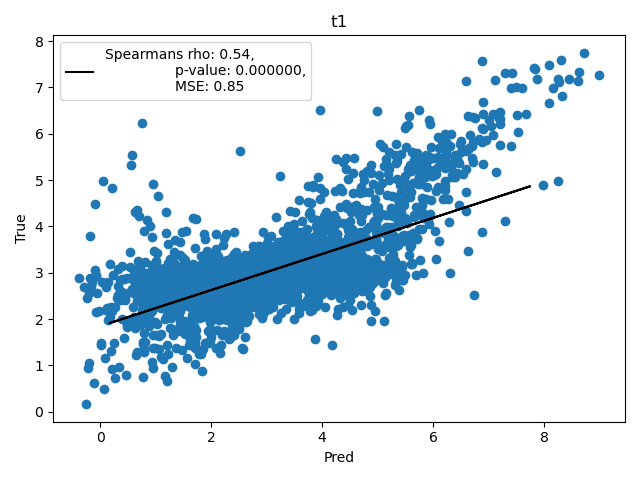 t1
Spearmans rho: 0.54,
p-value: 0.000000,
MSE: 0.85
8
7
6
5
4
3
2
1
0
True
0 2 4 6 8
Pred